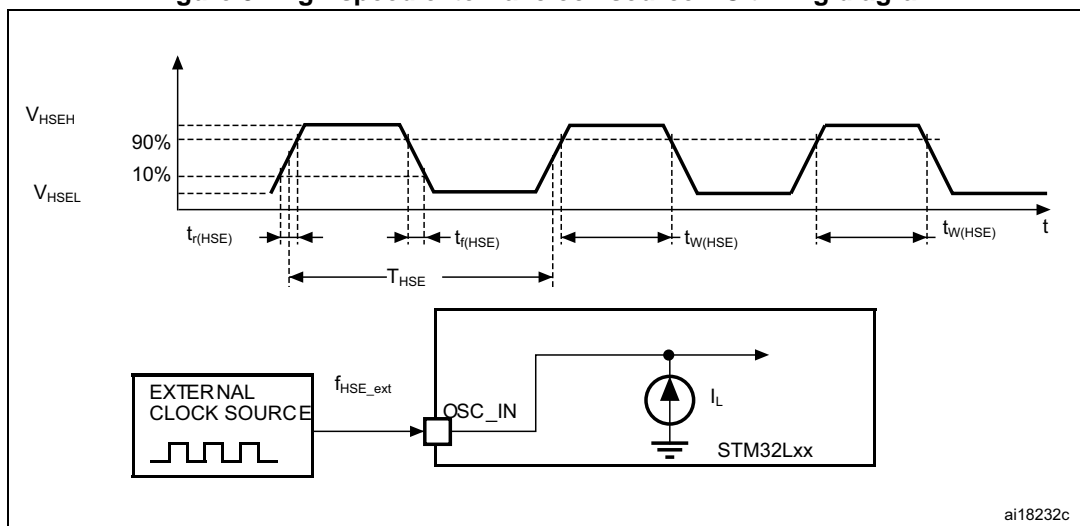 V_HSEH
90%
10%
V_HSEL
t_r(HSE)
t_f(HSE)
t_W(HSE)
t_W(HSE)
t
T_HSE
EXTERNAL
CLOCK SOURCE
f_HSE_ext
OSC_IN
I_L
STM32Lxx
ai18232c